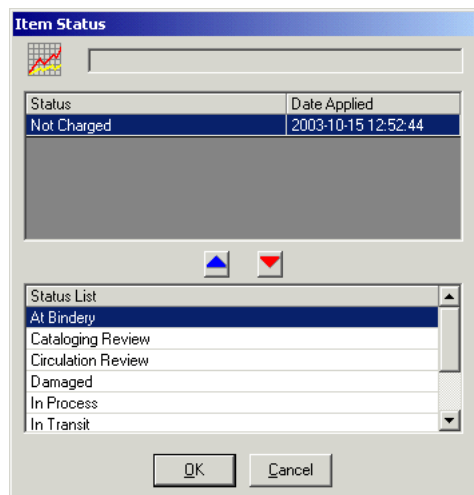 Item Status
Status Date Applied
Not Charged 2003-10-15 12:52:44
Status List
At Bindery
Cataloging Review
Circulation Review
Damaged
In Process
In Transit
OK Cancel